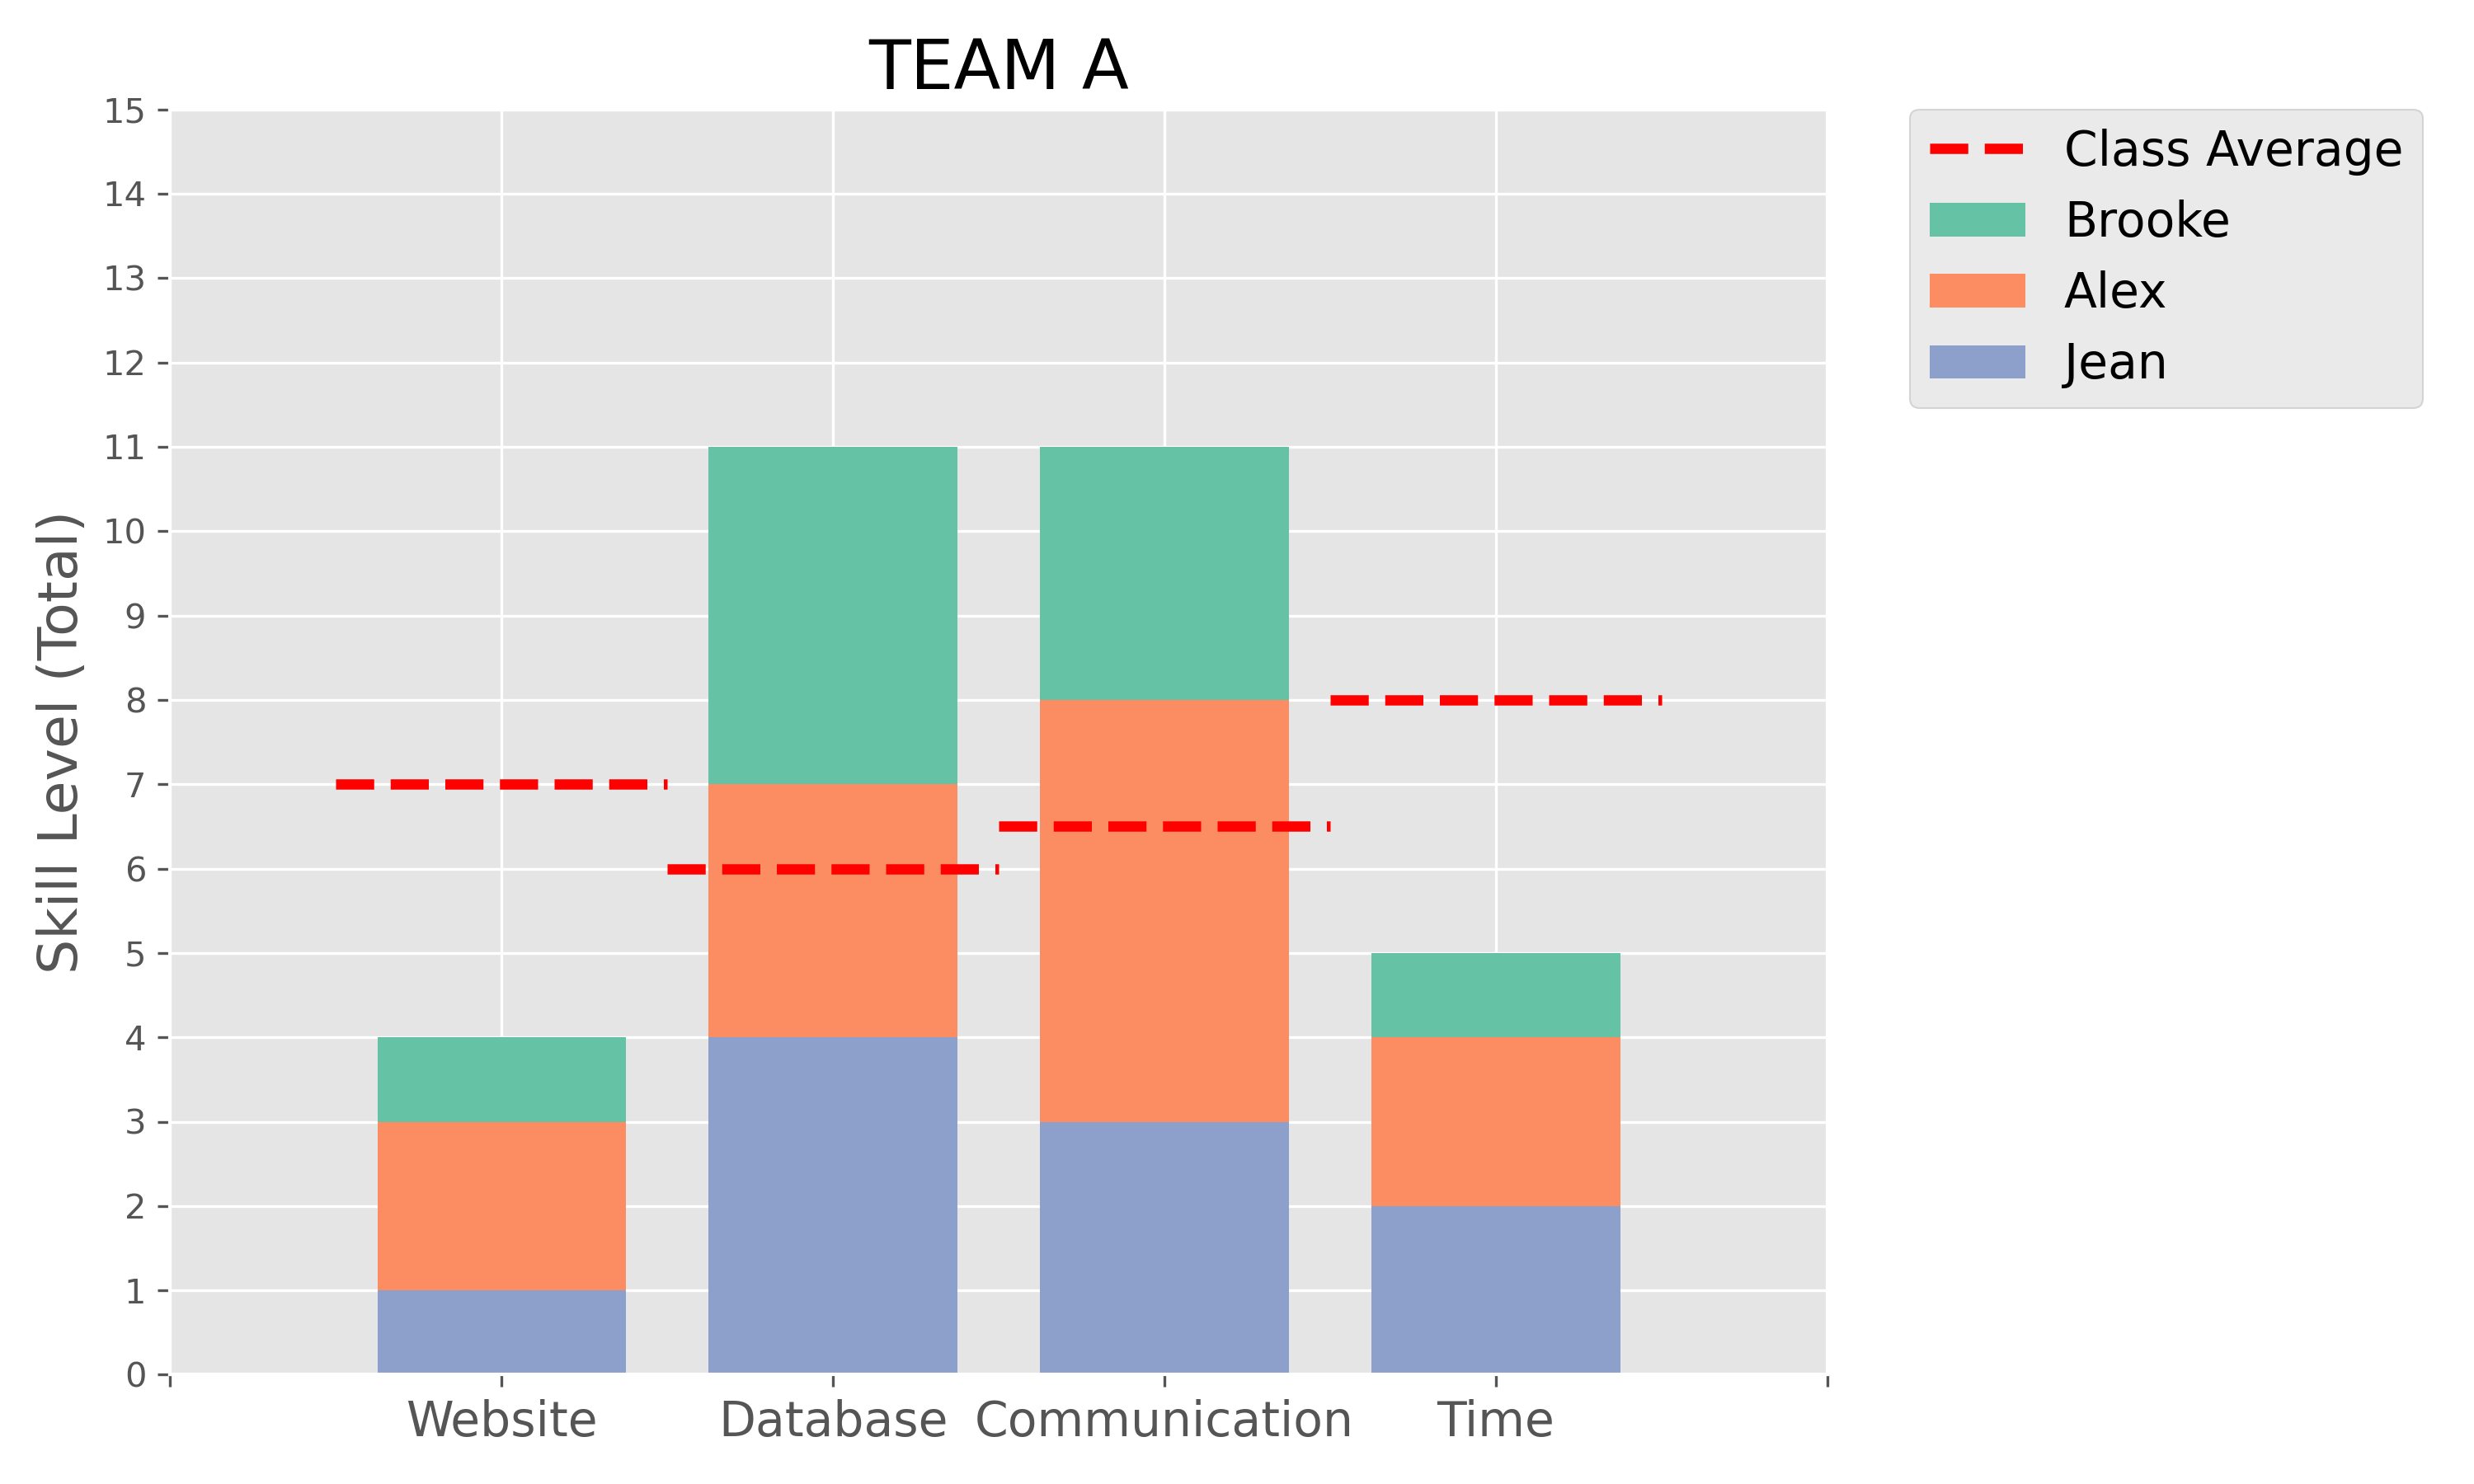 TEAM A
Skill Level (Total)
15
14
13
12
11
10
9
8
7
6
5
4
3
2
1
0
Website Database Communication Time
Class Average
Brooke
Alex
Jean